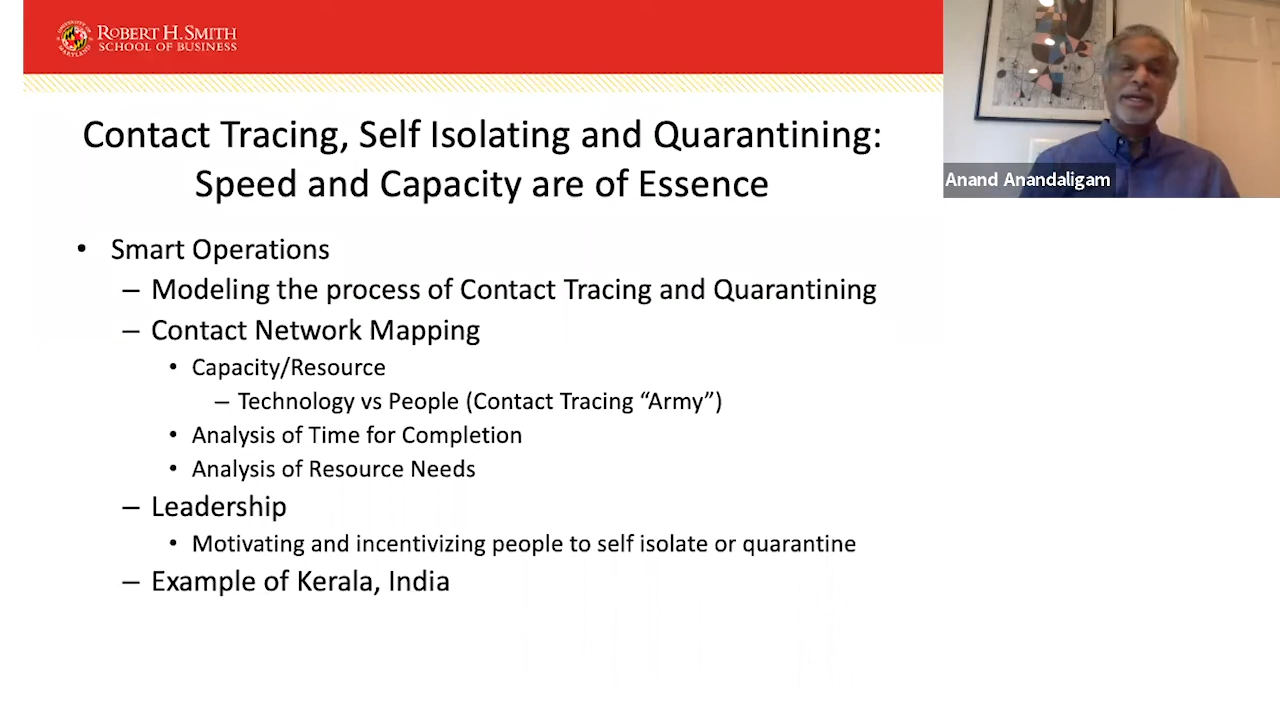 UNIVERSITY OF MARYLAND
ROBERT H. SMITH
SCHOOL OF BUSINESS
Anand Anandaligam
Contact Tracing, Self Isolating and Quarantining:
Speed and Capacity are of Essence
• Smart Operations
– Modeling the process of Contact Tracing and Quarantining
– Contact Network Mapping
• Capacity/Resource
– Technology vs People (Contact Tracing “Army”)
• Analysis of Time for Completion
• Analysis of Resource Needs
– Leadership
• Motivating and incentivizing people to self isolate or quarantine
– Example of Kerala, India